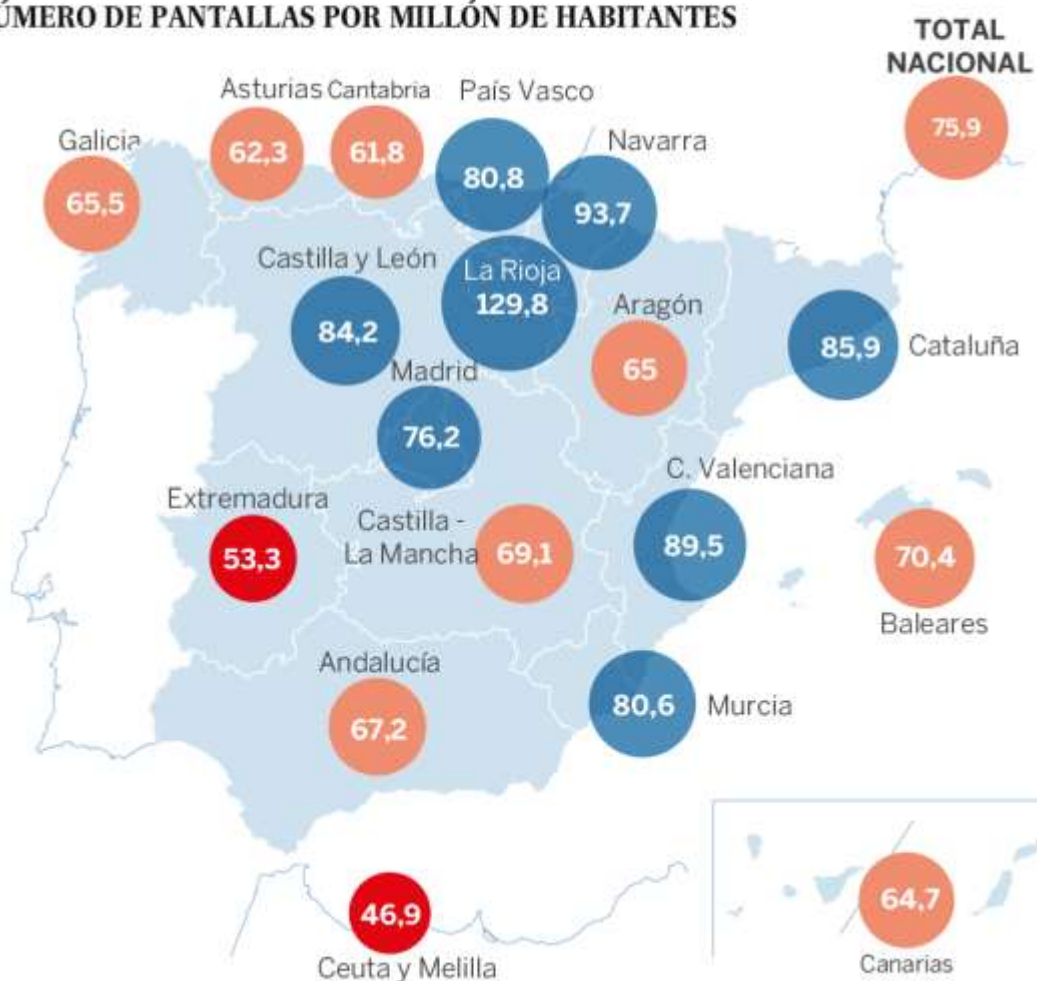 ÚMERO DE PANTALLAS POR MILLÓN DE HABITANTES
TOTAL
NACIONAL
75,9
Asturias
62,3
Cantabria
61,8
País Vasco
80,8
Navarra
93,7
Galicia
65,5
Castilla y León
84,2
La Rioja
129,8
Aragón
65
Cataluña
85,9
Madrid
76,2
C. Valenciana
89,5
Extremadura
53,3
Castilla -
La Mancha
69,1
70,4
Baleares
Andalucía
67,2
80,6
Murcia
46,9
Ceuta y Melilla
64,7
Canarias